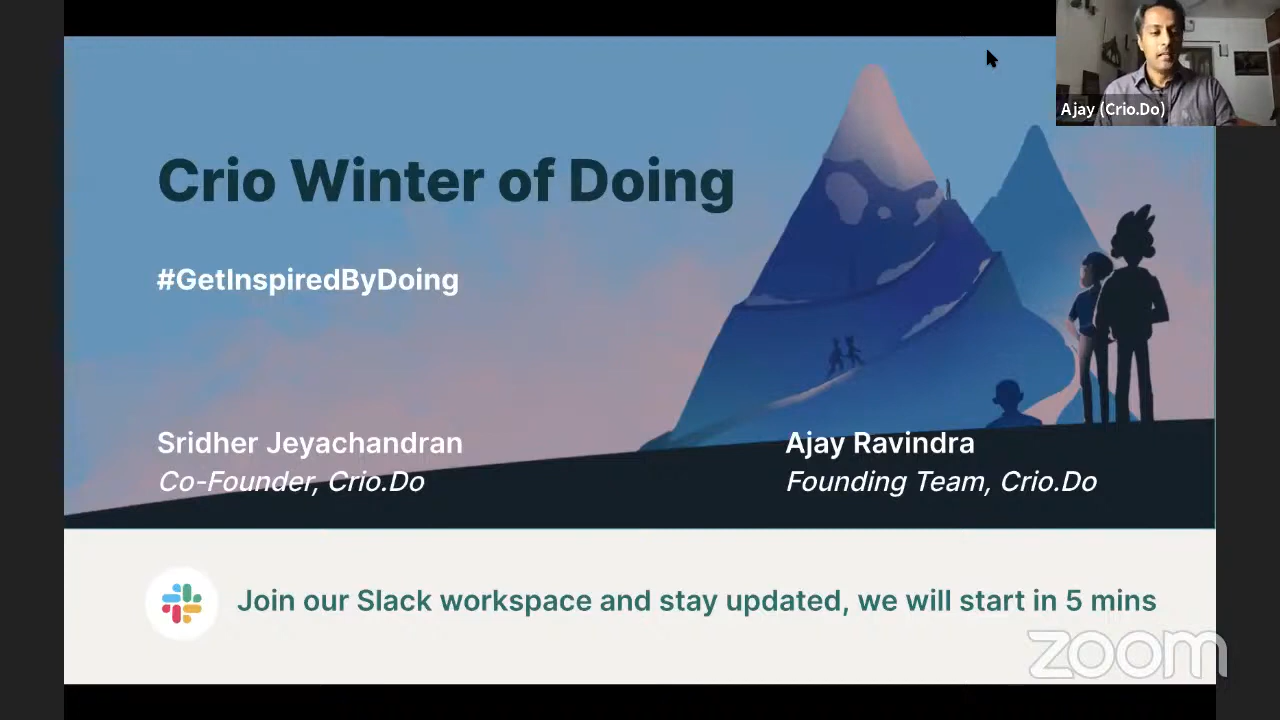 Ajay (Crio.Do)
Crio Winter of Doing
#GetInspiredByDoing
Sridher Jeyachandran
Co-Founder, Crio.Do
Ajay Ravindra
Founding Team, Crio.Do
Join our Slack workspace and stay updated, we will start in 5 mins
zoom